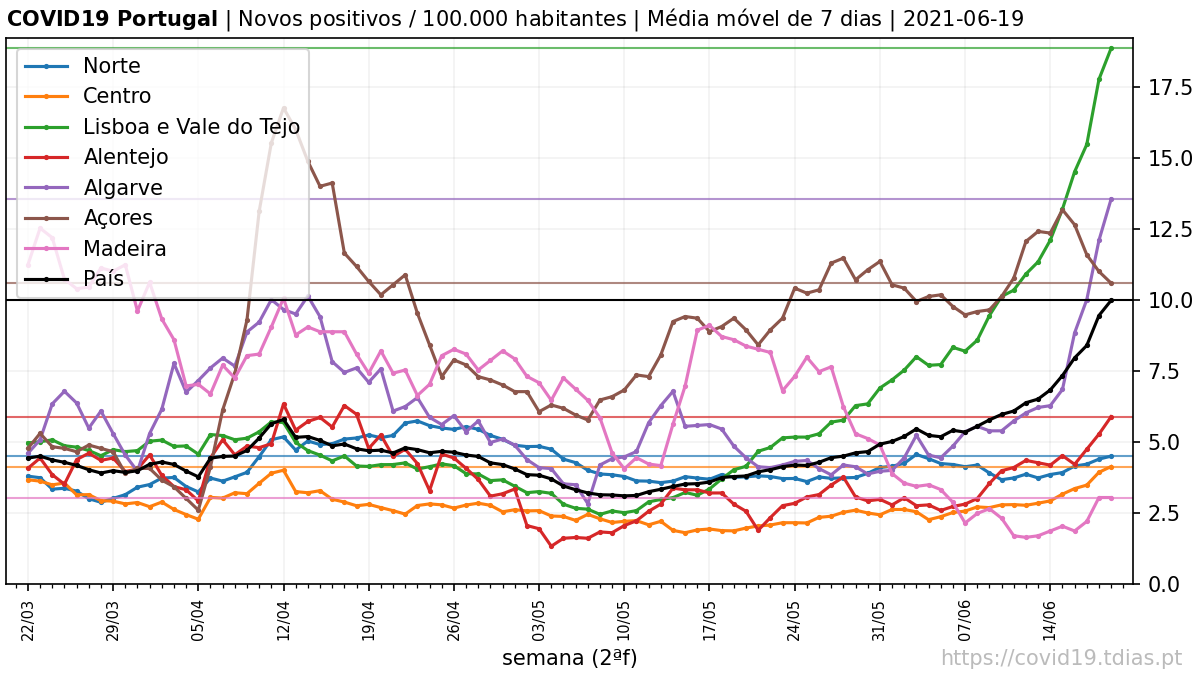 COVID19 Portugal | Novos positivos / 100.000 habitantes | Média móvel de 7 dias | 2021-06-19
Norte
Centro
Lisboa e Vale do Tejo
Alentejo
Algarve
Açores
Madeira
País
17.5
15.0
12.5
10.0
7.5
5.0
2.5
0.0
22/03
29/03
05/04
12/04
19/04
26/04
03/05
10/05
17/05
24/05
31/05
07/06
14/06
semana (2ªf)
https://covid19.tdias.pt